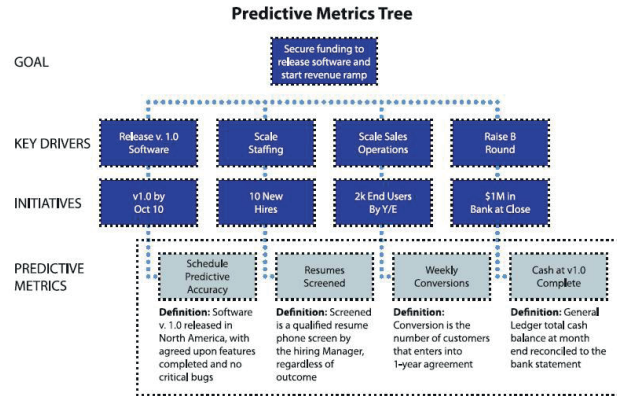 Predictive Metrics Tree
GOAL
Secure funding to
release software and
start revenue ramp
KEY DRIVERS
Release v. 1.0
Software
Scale
Staffing
Scale Sales
Operations
Raise B
Round
INITIATIVES
v1.0 by
Oct 10
10 New
Hires
2k End Users
By Y/E
$1M in
Bank at Close
PREDICTIVE
METRICS
Schedule
Predictive
Accuracy
Resumes
Screened
Weekly
Conversions
Cash at v1.0
Complete
Definition: Software
v. 1.0 released in
North America, with
agreed upon features
completed and no
critical bugs
Definition: Screened
is a qualified resume
phone screen by
the hiring Manager,
regardless of
outcome
Definition:
Conversion is the
number of customers
that enters into
1-year agreement
Definition: General
Ledger total cash
balance at month
end reconciled to the
bank statement